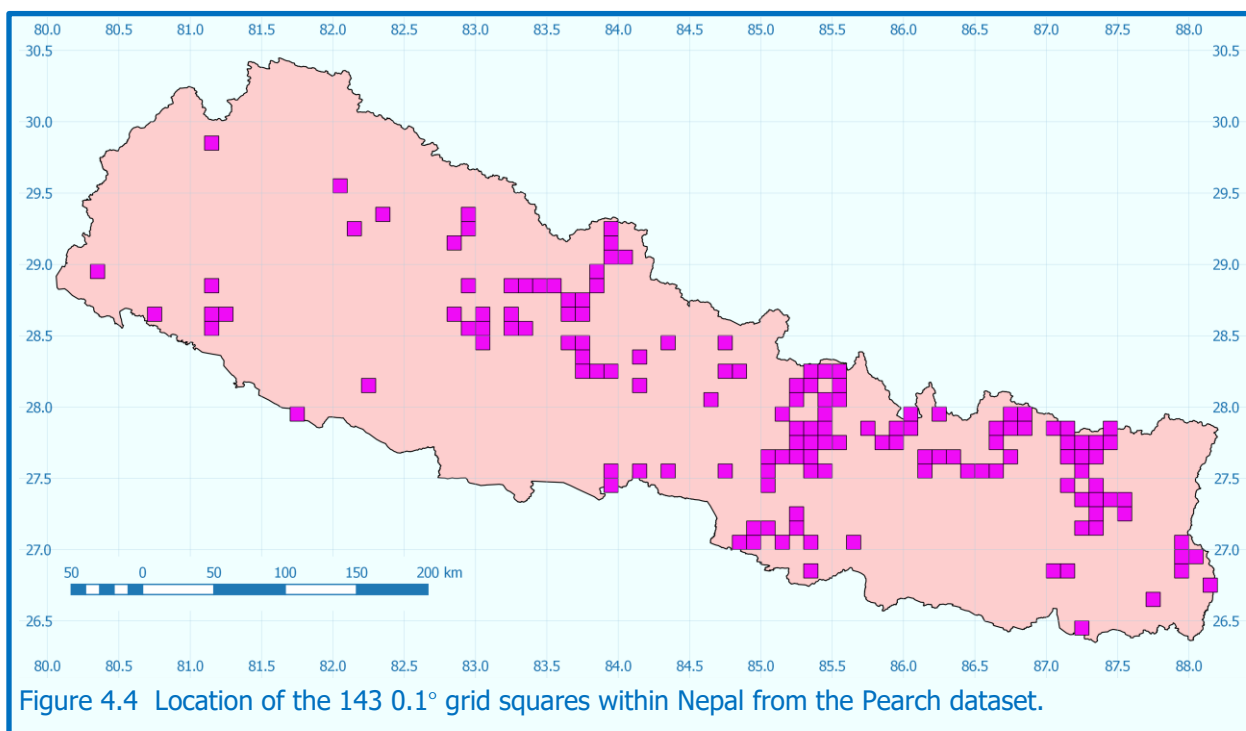 80.0 80.5 81.0 81.5 82.0 82.5 83.0 83.5 84.0 84.5 85.0 85.5 86.0 86.5 87.0 87.5 88.0
30.5 30.5
30.0 30.0
29.5 29.5
29.0 29.0
28.5 28.5
28.0 28.0
27.5 27.5
27.0 27.0
50 0 50 100 150 200 km
26.5 26.5
80.0 80.5 81.0 81.5 82.0 82.5 83.0 83.5 84.0 84.5 85.0 85.5 86.0 86.5 87.0 87.5 88.0
Figure 4.4 Location of the 143 0.1° grid squares within Nepal from the Pearch dataset.